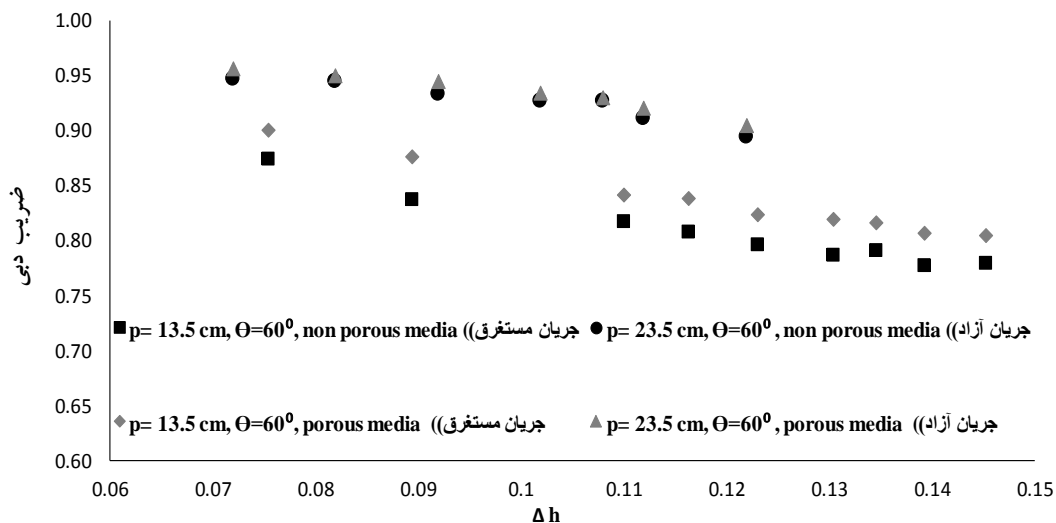 1.00
0.95
0.90
0.85
0.80
0.75
0.70
0.65
0.60
ضریب دبی
p= 13.5 cm, Ө=60⁰, non porous media ((جریان مستغرق
p= 23.5 cm, Ө=60⁰ , non porous media ((جریان آزاد
p= 13.5 cm, Ө=60⁰, porous media ((جریان مستغرق
p= 23.5 cm, Ө=60⁰, porous media ((جریان آزاد
0.06 0.07 0.08 0.09 0.1 0.11 0.12 0.13 0.14 0.15
Δ h